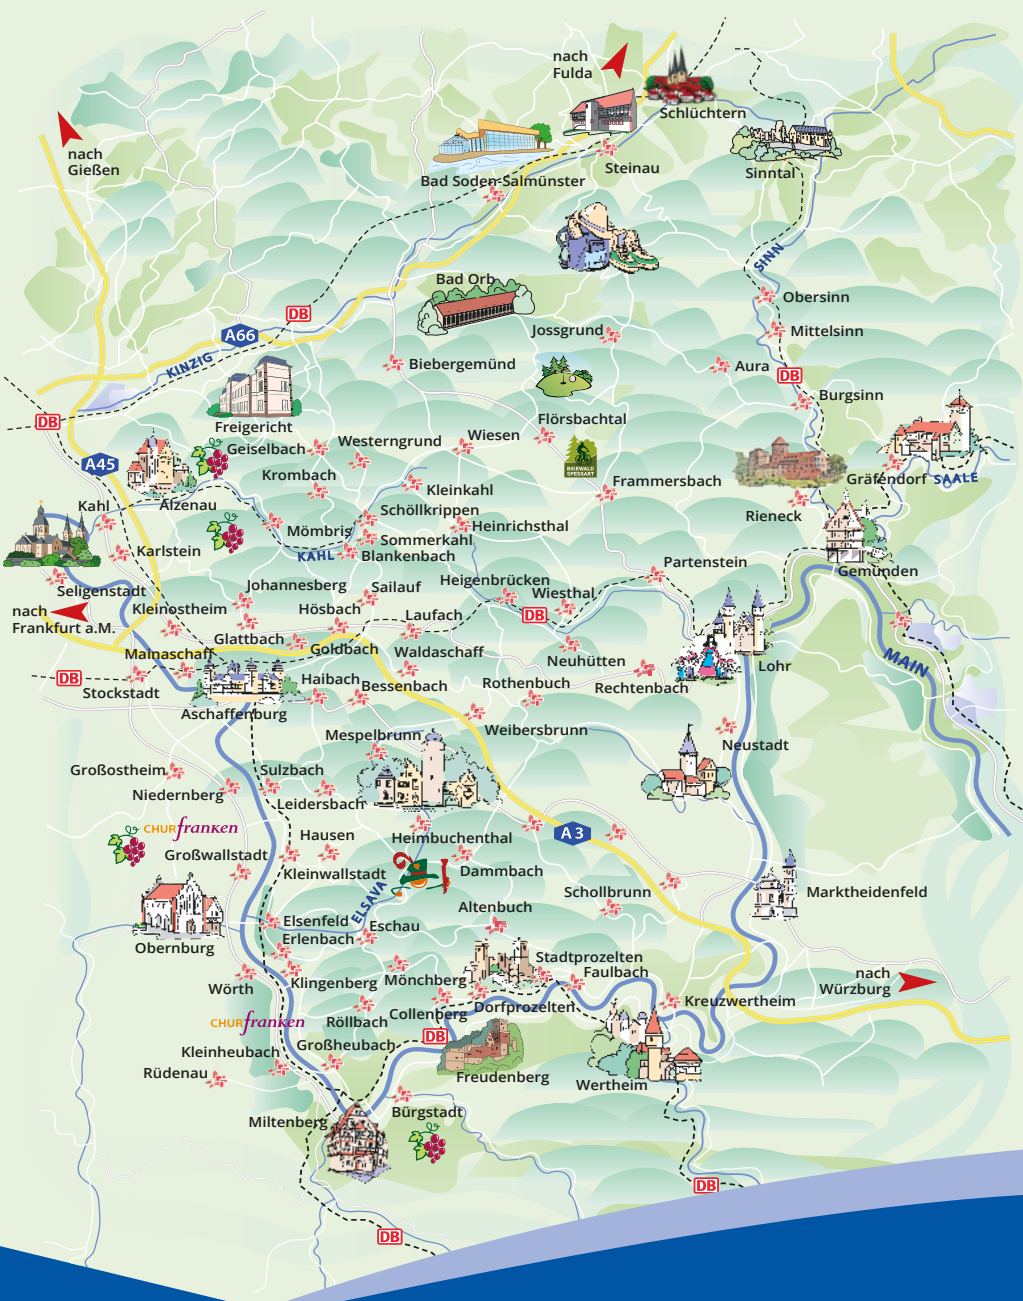 nach
Fulda
Schlüchtern
nach
Gießen
Steinau
Sinntal
Bad Soden-Salmünster
SINN
Bad Orb
Obersinn
DB
Jossgrund
Mittelsinn
A66
KINZIG
Biebergemünd
Aura
DB
Burgsinn
DB
Freigericht
Flörsbachtal
Geiselbach
Westerngrund
Wiesen
A45
BIKEWALD
SPESSART
Krombach
Frammersbach
Gräfendorf
SAALE
Kleinkahl
Kahl
Alzenau
Schöllkrippen
Rieneck
Mömbris
Heinrichsthal
Sommerkahl
Karlstein
KAHL
Blankenbach
Partenstein
Gemünden
Seligenstadt
Johannesberg
Sailauf
Heigenbrücken
Wiesthal
nach
Frankfurt a.M.
Kleinostheim
Hösbach
Laufach
DB
Glattbach
Goldbach
Waldaschaff
Mainaschaff
Neuhütten
Lohr
MAIN
DB
Stockstadt
Haibach
Bessenbach
Rothenbuch
Rechtenbach
Aschaffenburg
Mespelbrunn
Weibersbrunn
Neustadt
Großostheim
Sulzbach
Niedernberg
Leidersbach
CHURfranken
Hausen
Heimbuchenthal
A 3
Großwallstadt
Kleinwallstadt
Dammbach
ELSAVA
Schollbrunn
Marktheidenfeld
Altenbuch
Elsenfeld
Eschau
Obernburg
Erlenbach
Stadtprozelten
Faulbach
nach
Würzburg
Wörth
Klingenberg
Mönchberg
Kreuzwertheim
CHURfranken
Röllbach
Collenberg
Dorfprozelten
DB
Kleinheubach
Großheubach
Rüdenau
Freudenberg
Wertheim
Miltenberg
Bürgstadt
DB
DB